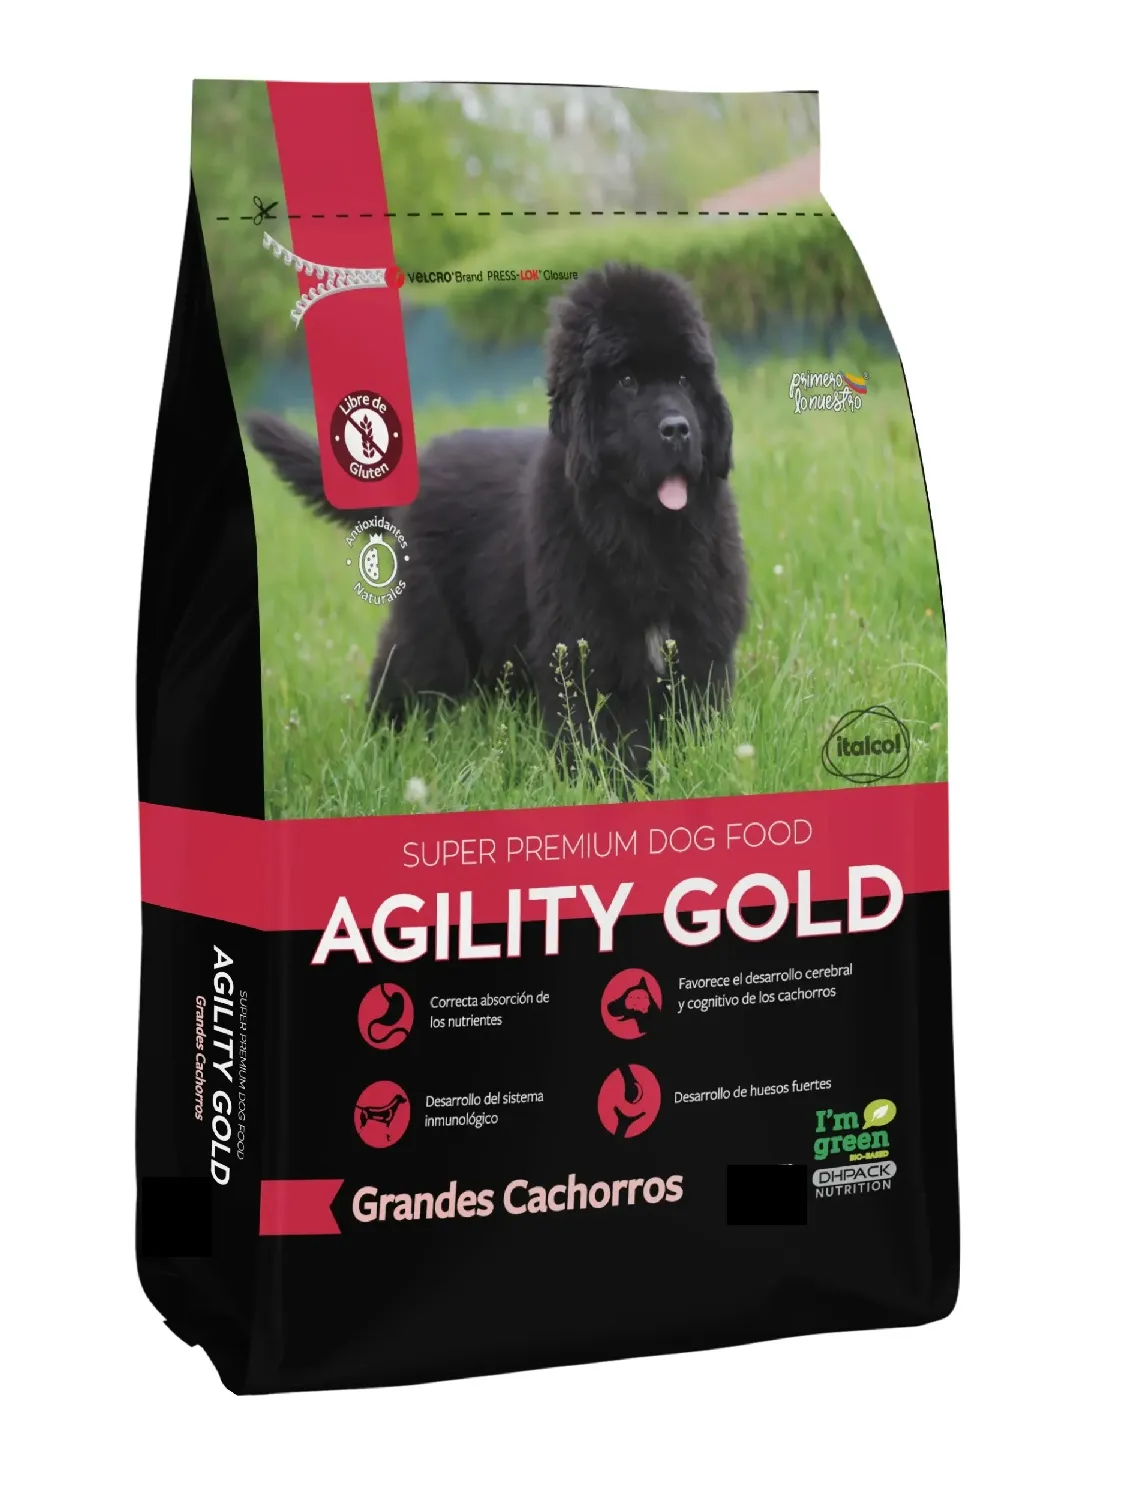 VELCRO® Brand PRESS-LOK® Closure
primero
lo nuestro
Libre de
Gluten
Antioxidantes
Naturales
italcol
SUPER PREMIUM DOG FOOD
AGILITY GOLD
Correcta absorción de
los nutrientes
Favorece el desarrollo cerebral
y cognitivo de los cachorros
Desarrollo del sistema
inmunológico
Desarrollo de huesos fuertes
I'm
green
BIO-BASED
DHPACK
NUTRITION
Grandes Cachorros
SUPER PREMIUM DOG FOOD
AGILITY GOLD
Grandes Cachorros